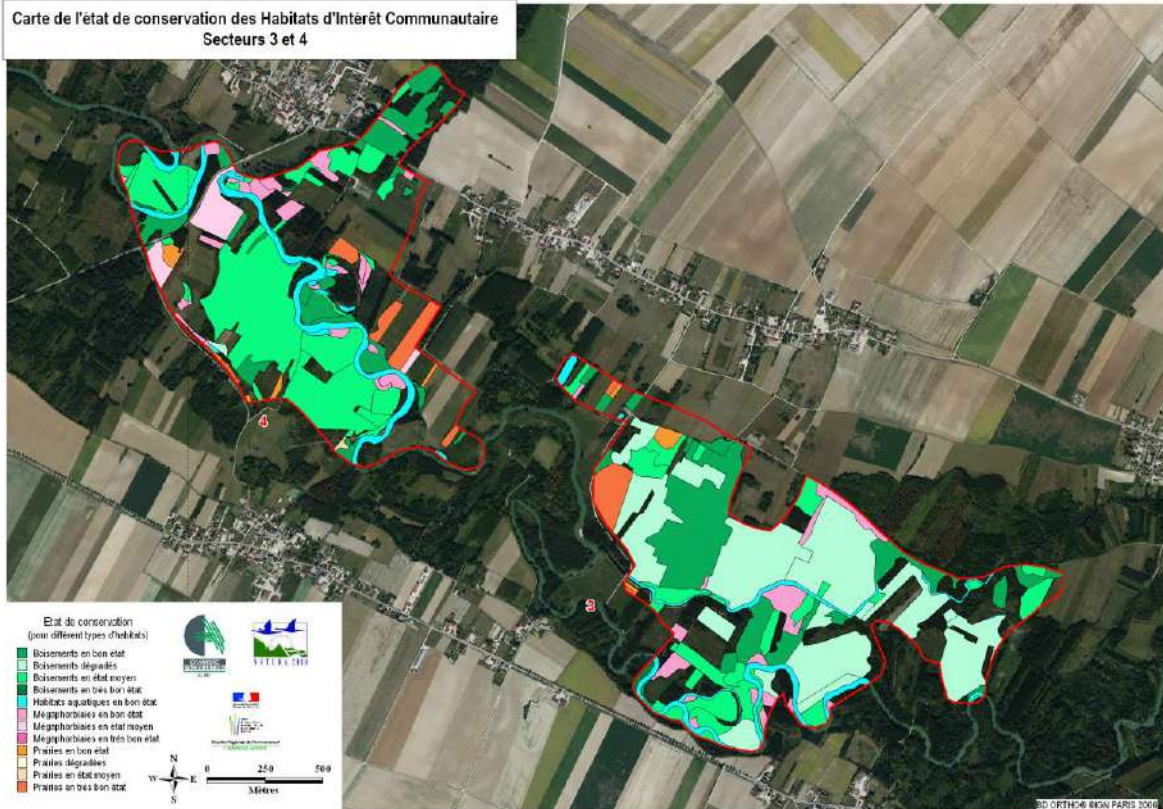 Carte de l'état de conservation des Habitats d'Intérêt Communautaire
Secteurs 3 et 4
4
3
Etat de conservation
(pour différent types d'habitats)
Boisements en bon état
Boisements dégradés
Boisements en état moyen
Boisements en très bon état
Habitats aquatiques en bon état
Mégaphorbiaies en bon état
Mégaphorbiaies en état moyen
Mégaphorbiaies en très bon état
Prairies en bon état
Prairies dégradées
Prairies en état moyen
Prairies en très bon état
CHAMBRE
D'AGRICULTURE
NATURA 2000
N
W E
S
0 250 500
Mètres
BD ORTHO® ©IGN PARIS 2006